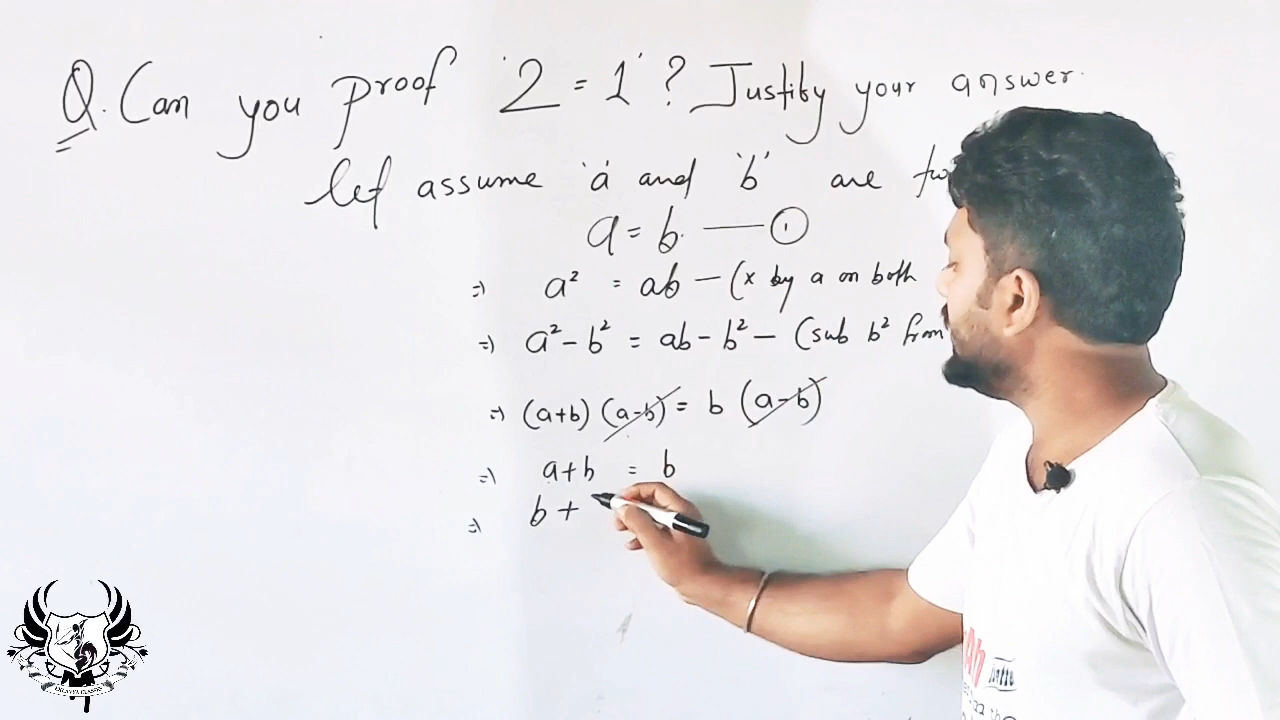 Q. Can you proof '2 = 1' ? Justify your answer.
let assume 'a' and 'b' are
a = b. — ①
⇒ a² = ab — (x by a on both
⇒ a² - b² = ab - b² — (sub b² from
⇒ (a+b) (a-b) = b (a-b)
⇒ a+b = b
⇒ b +